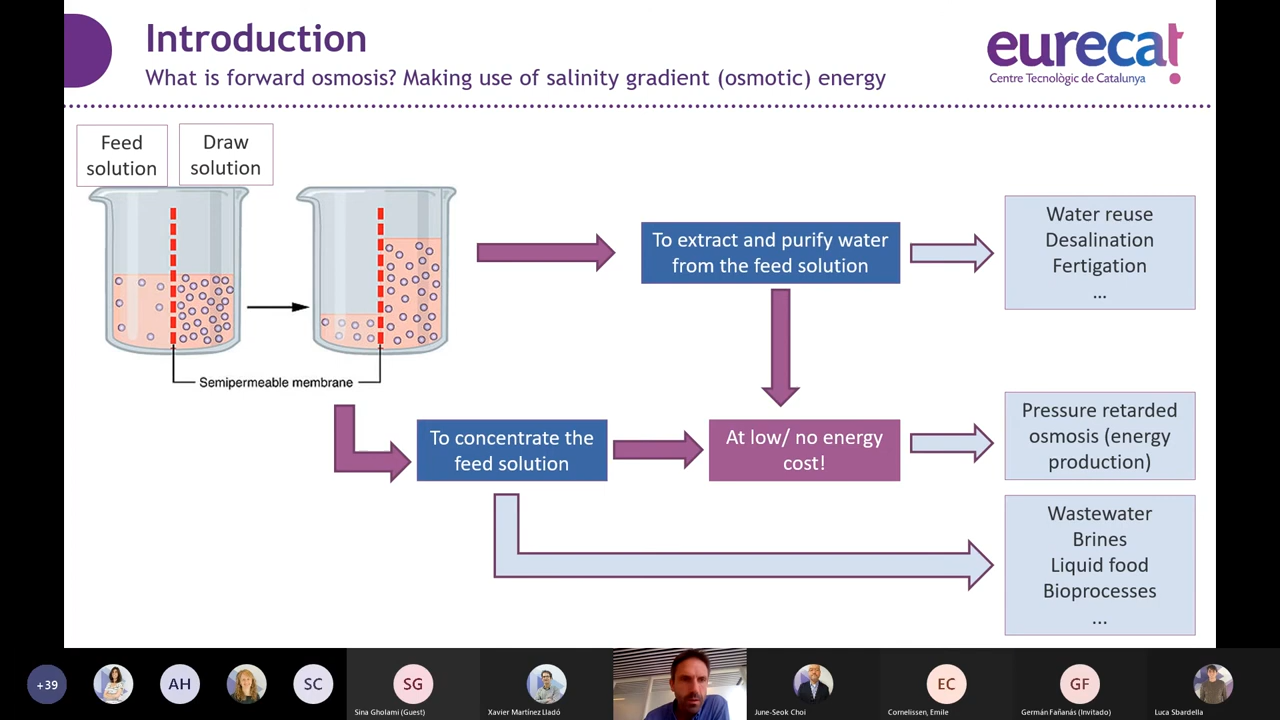 Introduction
What is forward osmosis? Making use of salinity gradient (osmotic) energy
eurecat
Centre Tecnològic de Catalunya
Feed
solution
Draw
solution
Semipermeable membrane
To extract and purify water
from the feed solution
Water reuse
Desalination
Fertigation
...
To concentrate the
feed solution
At low/ no energy
cost!
Pressure retarded
osmosis (energy
production)
Wastewater
Brines
Liquid food
Bioprocesses
...
+39
AH
SC
SG
Sina Gholami (Guest)
Xavier Martínez Lladó
June-Seok Choi
EC
Cornelissen, Emile
GF
Germán Fañanás (Invitado)
Luca Sbardella